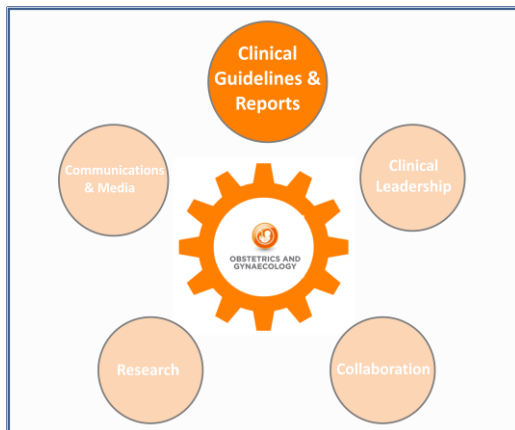 Clinical
Guidelines &
Reports
Communications
& Media
Clinical
Leadership
OBSTETRICS AND
GYNAECOLOGY
Research
Collaboration